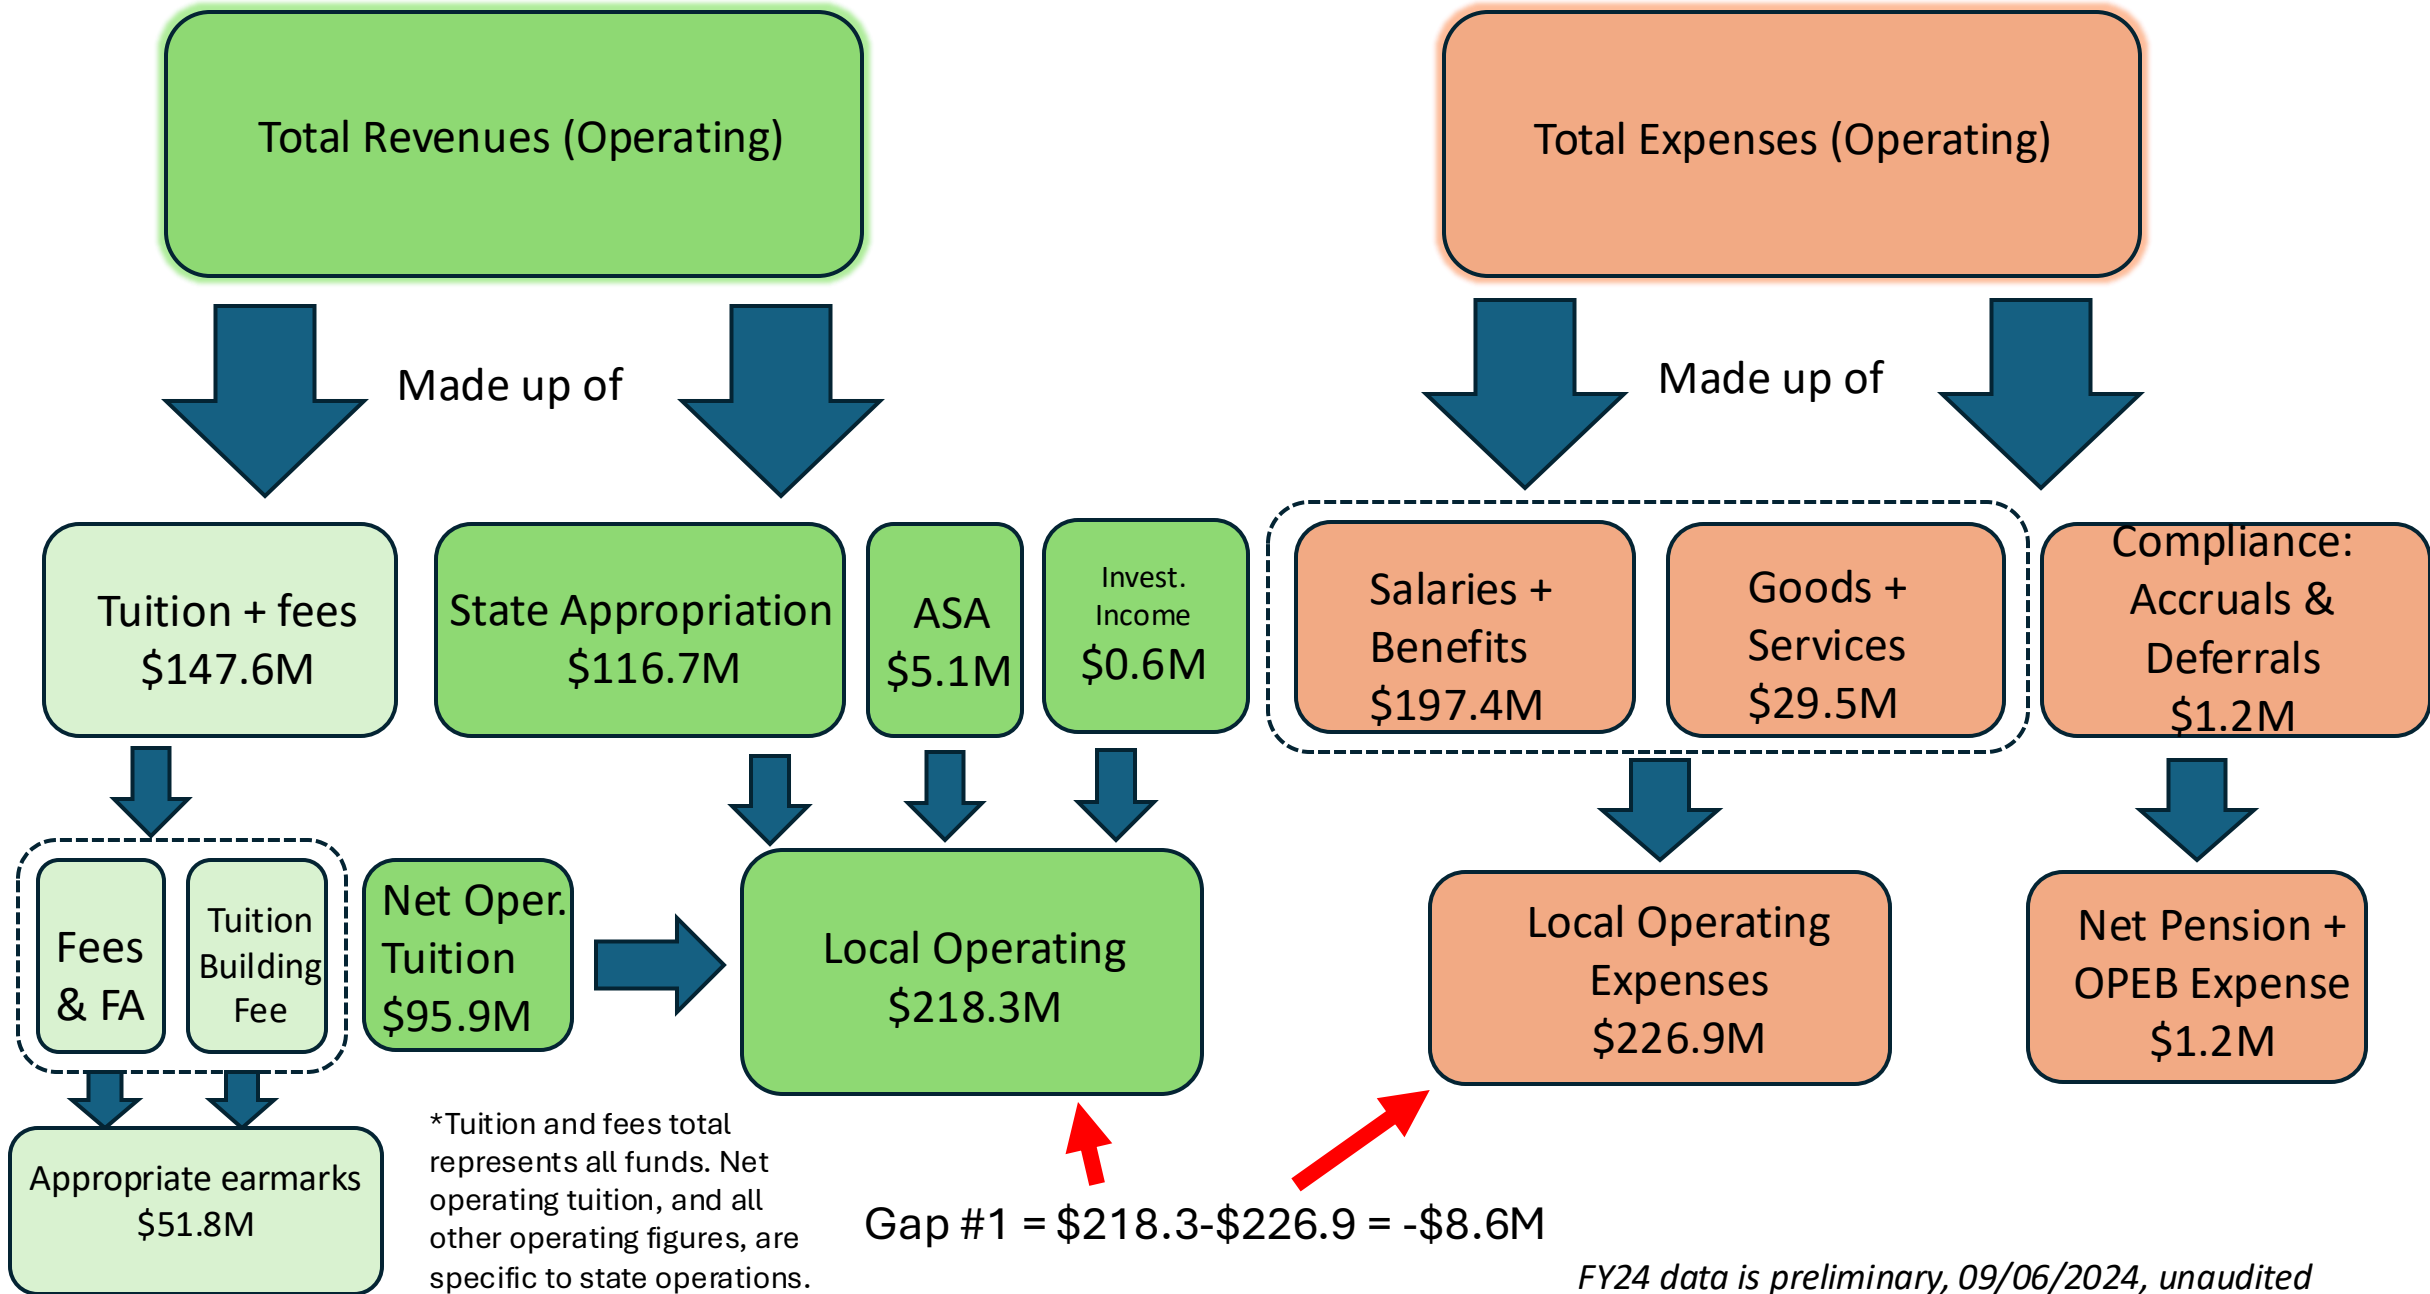 Total Revenues (Operating)
Total Expenses (Operating)
Made up of
Made up of
Tuition + fees
$147.6M
State Appropriation
$116.7M
ASA
$5.1M
Invest.
Income
$0.6M
Salaries +
Benefits
$197.4M
Goods +
Services
$29.5M
Compliance:
Accruals &
Deferrals
$1.2M
Fees
& FA
Tuition
Building
Fee
Net Oper.
Tuition
$95.9M
Local Operating
$218.3M
Local Operating
Expenses
$226.9M
Net Pension +
OPEB Expense
$1.2M
Appropriate earmarks
$51.8M
*Tuition and fees total
represents all funds. Net
operating tuition, and all
other operating figures, are
specific to state operations.
Gap #1 = $218.3-$226.9 = -$8.6M
FY24 data is preliminary, 09/06/2024, unaudited